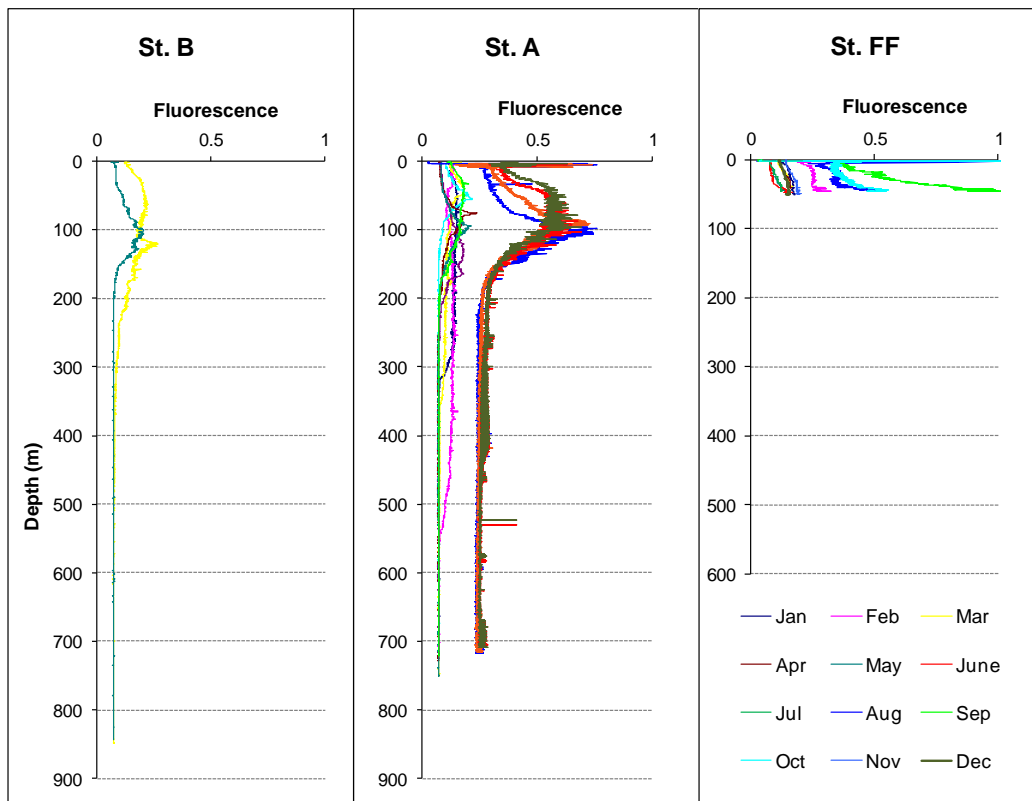 St. B
St. A
St. FF
Fluorescence
Fluorescence
Fluorescence
0 0.5 1
0 0.5 1
0 0.5 1
Depth (m)
0
100
200
300
400
500
600
700
800
900
0
100
200
300
400
500
600
700
800
900
0
100
200
300
400
500
600
Jan Feb Mar
Apr May June
Jul Aug Sep
Oct Nov Dec